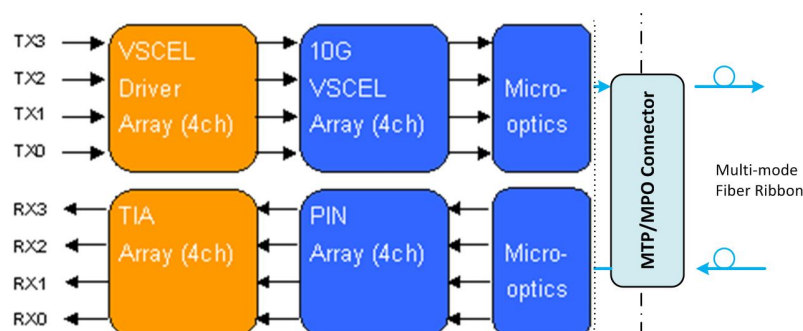 TX3
TX2
TX1
TX0
VSCEL
Driver
Array (4ch)
10G
VSCEL
Array (4ch)
Micro-
optics
MTP/MPO Connector
Multi-mode
Fiber Ribbon
RX3
RX2
RX1
RX0
TIA
Array (4ch)
PIN
Array (4ch)
Micro-
optics